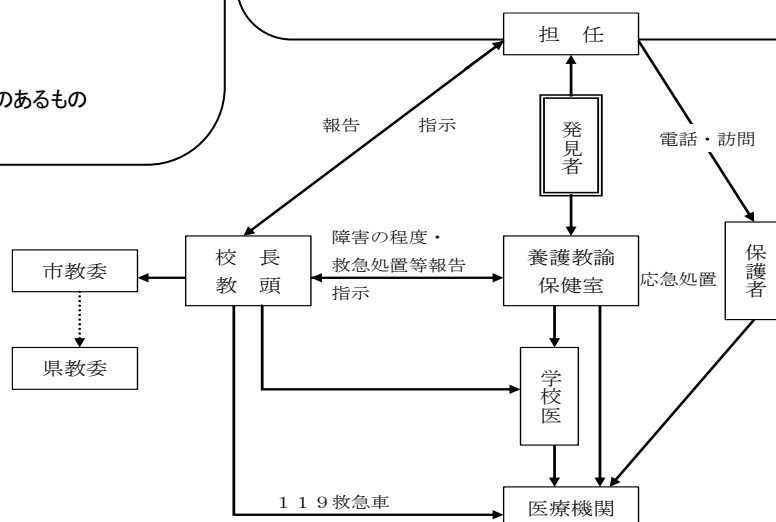 担 任
のあるもの
報告 指示
発見者
電話・訪問
校 長
教 頭
障害の程度・
救急処置等報告
指示
養護教諭
保健室
応急処置
保護者
市教委
県教委
学校医
119救急車
医療機関